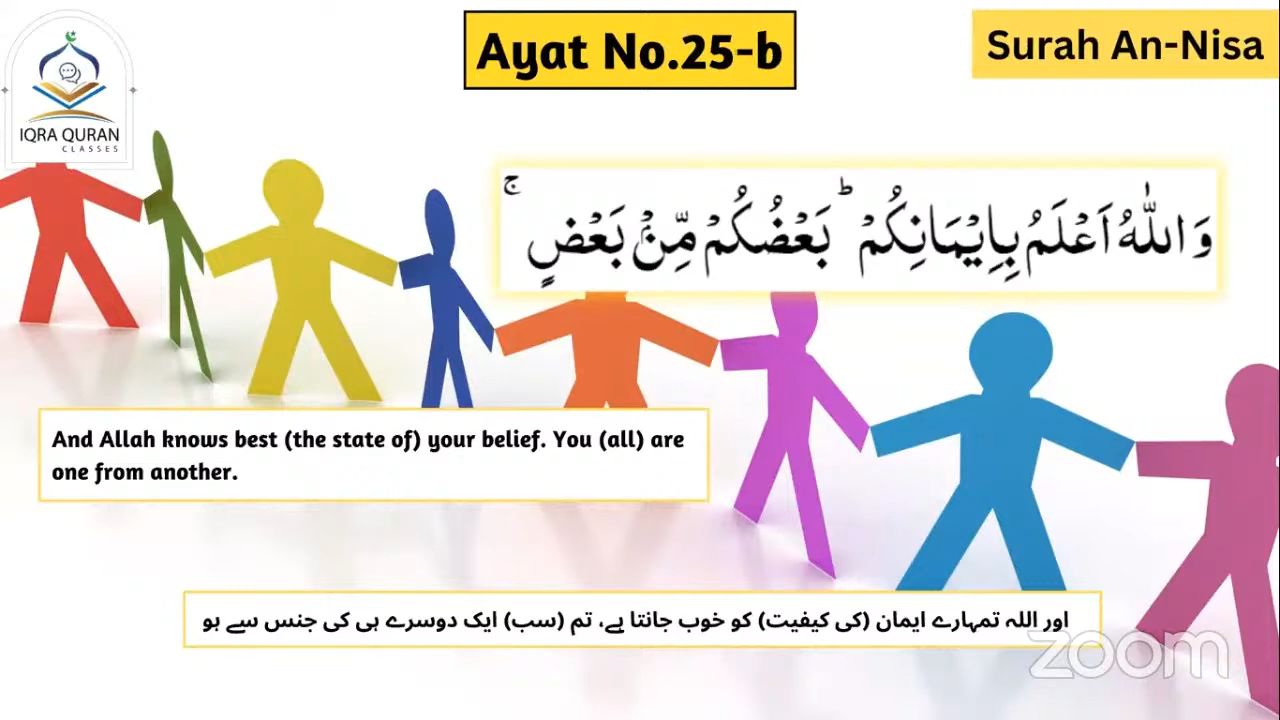 IQRA QURAN
CLASSES
Ayat No.25-b
Surah An-Nisa
وَاللّٰهُ اَعْلَمُ بِاِيْمَانِكُمْ ؕ بَعْضُكُمْ مِّنْۢ بَعْضٍ ۚ
And Allah knows best (the state of) your belief. You (all) are
one from another.
اور اللہ تمہارے ایمان (کی کیفیت) کو خوب جانتا ہے، تم (سب) ایک دوسرے ہی کی جنس سے ہو
zoom